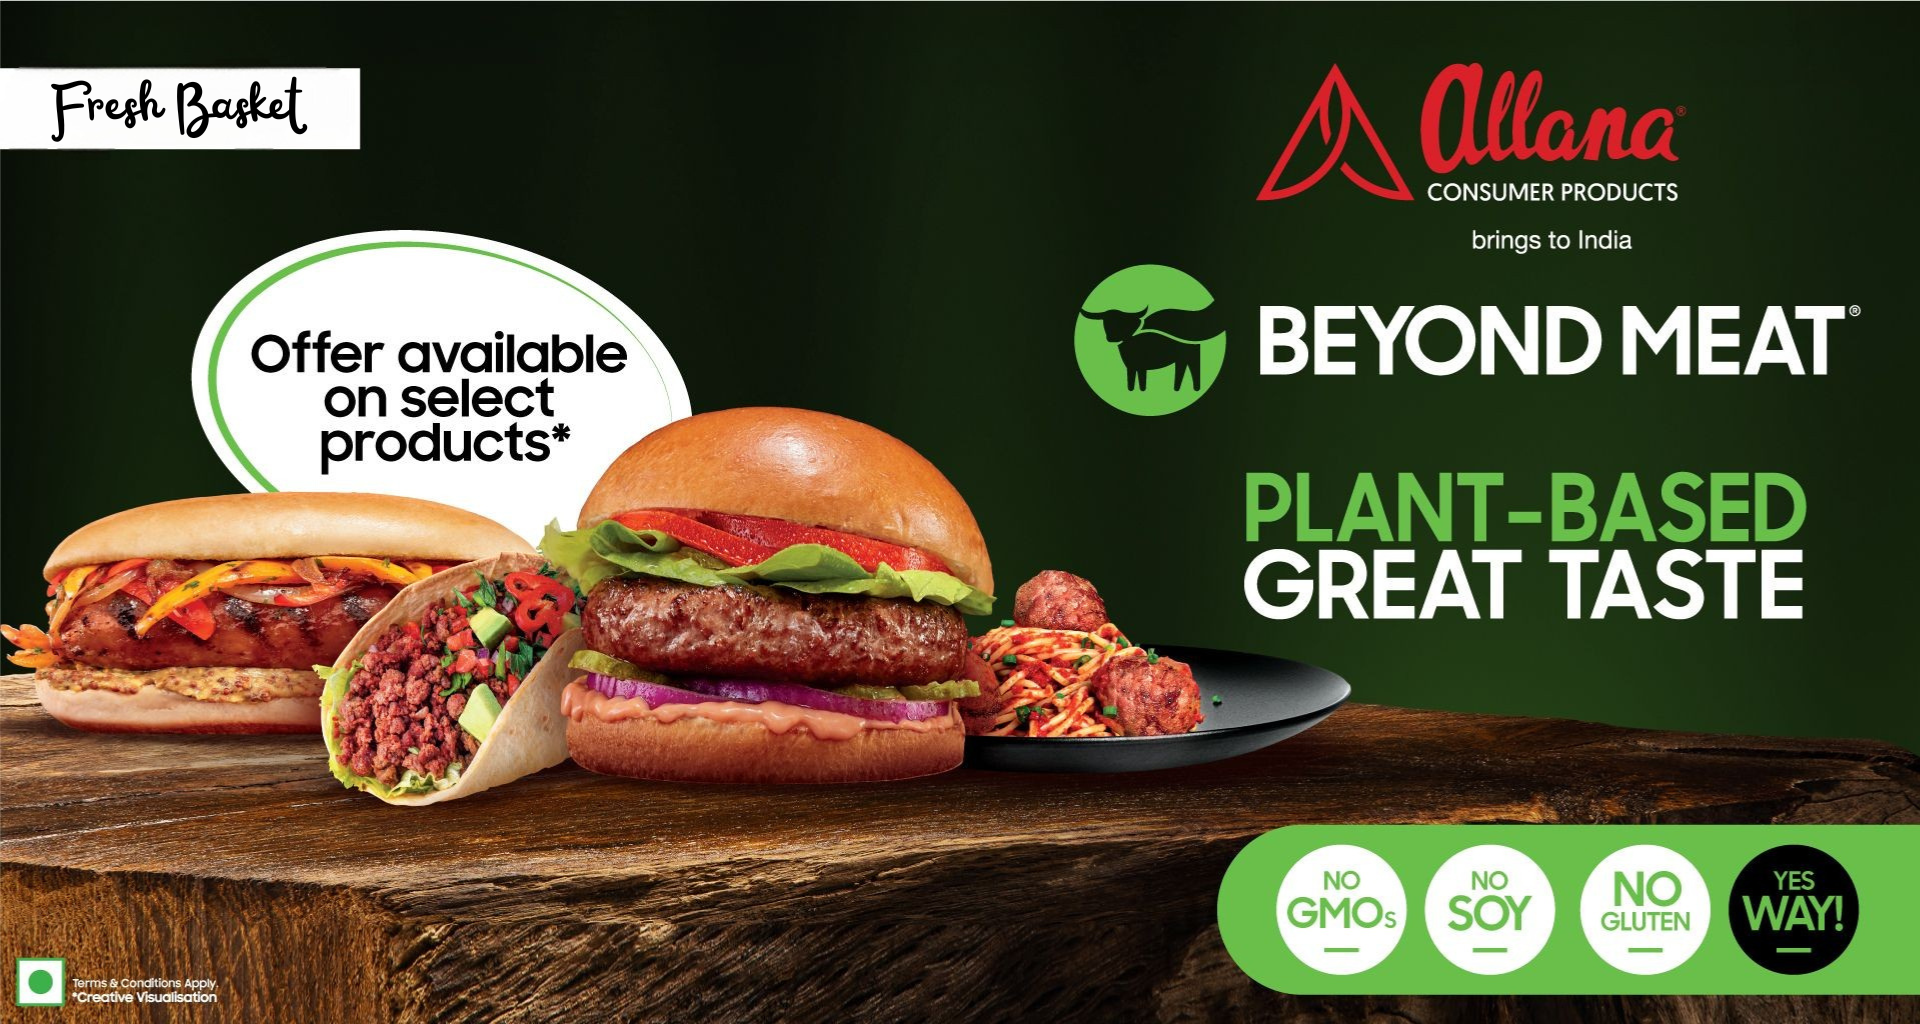 Fresh Basket
allana®
CONSUMER PRODUCTS
brings to India
BEYOND MEAT®
Offer available
on select
products*
PLANT-BASED
GREAT TASTE
NO
GMOs
NO
SOY
NO
GLUTEN
YES
WAY!
Terms & Conditions Apply.
*Creative Visualisation